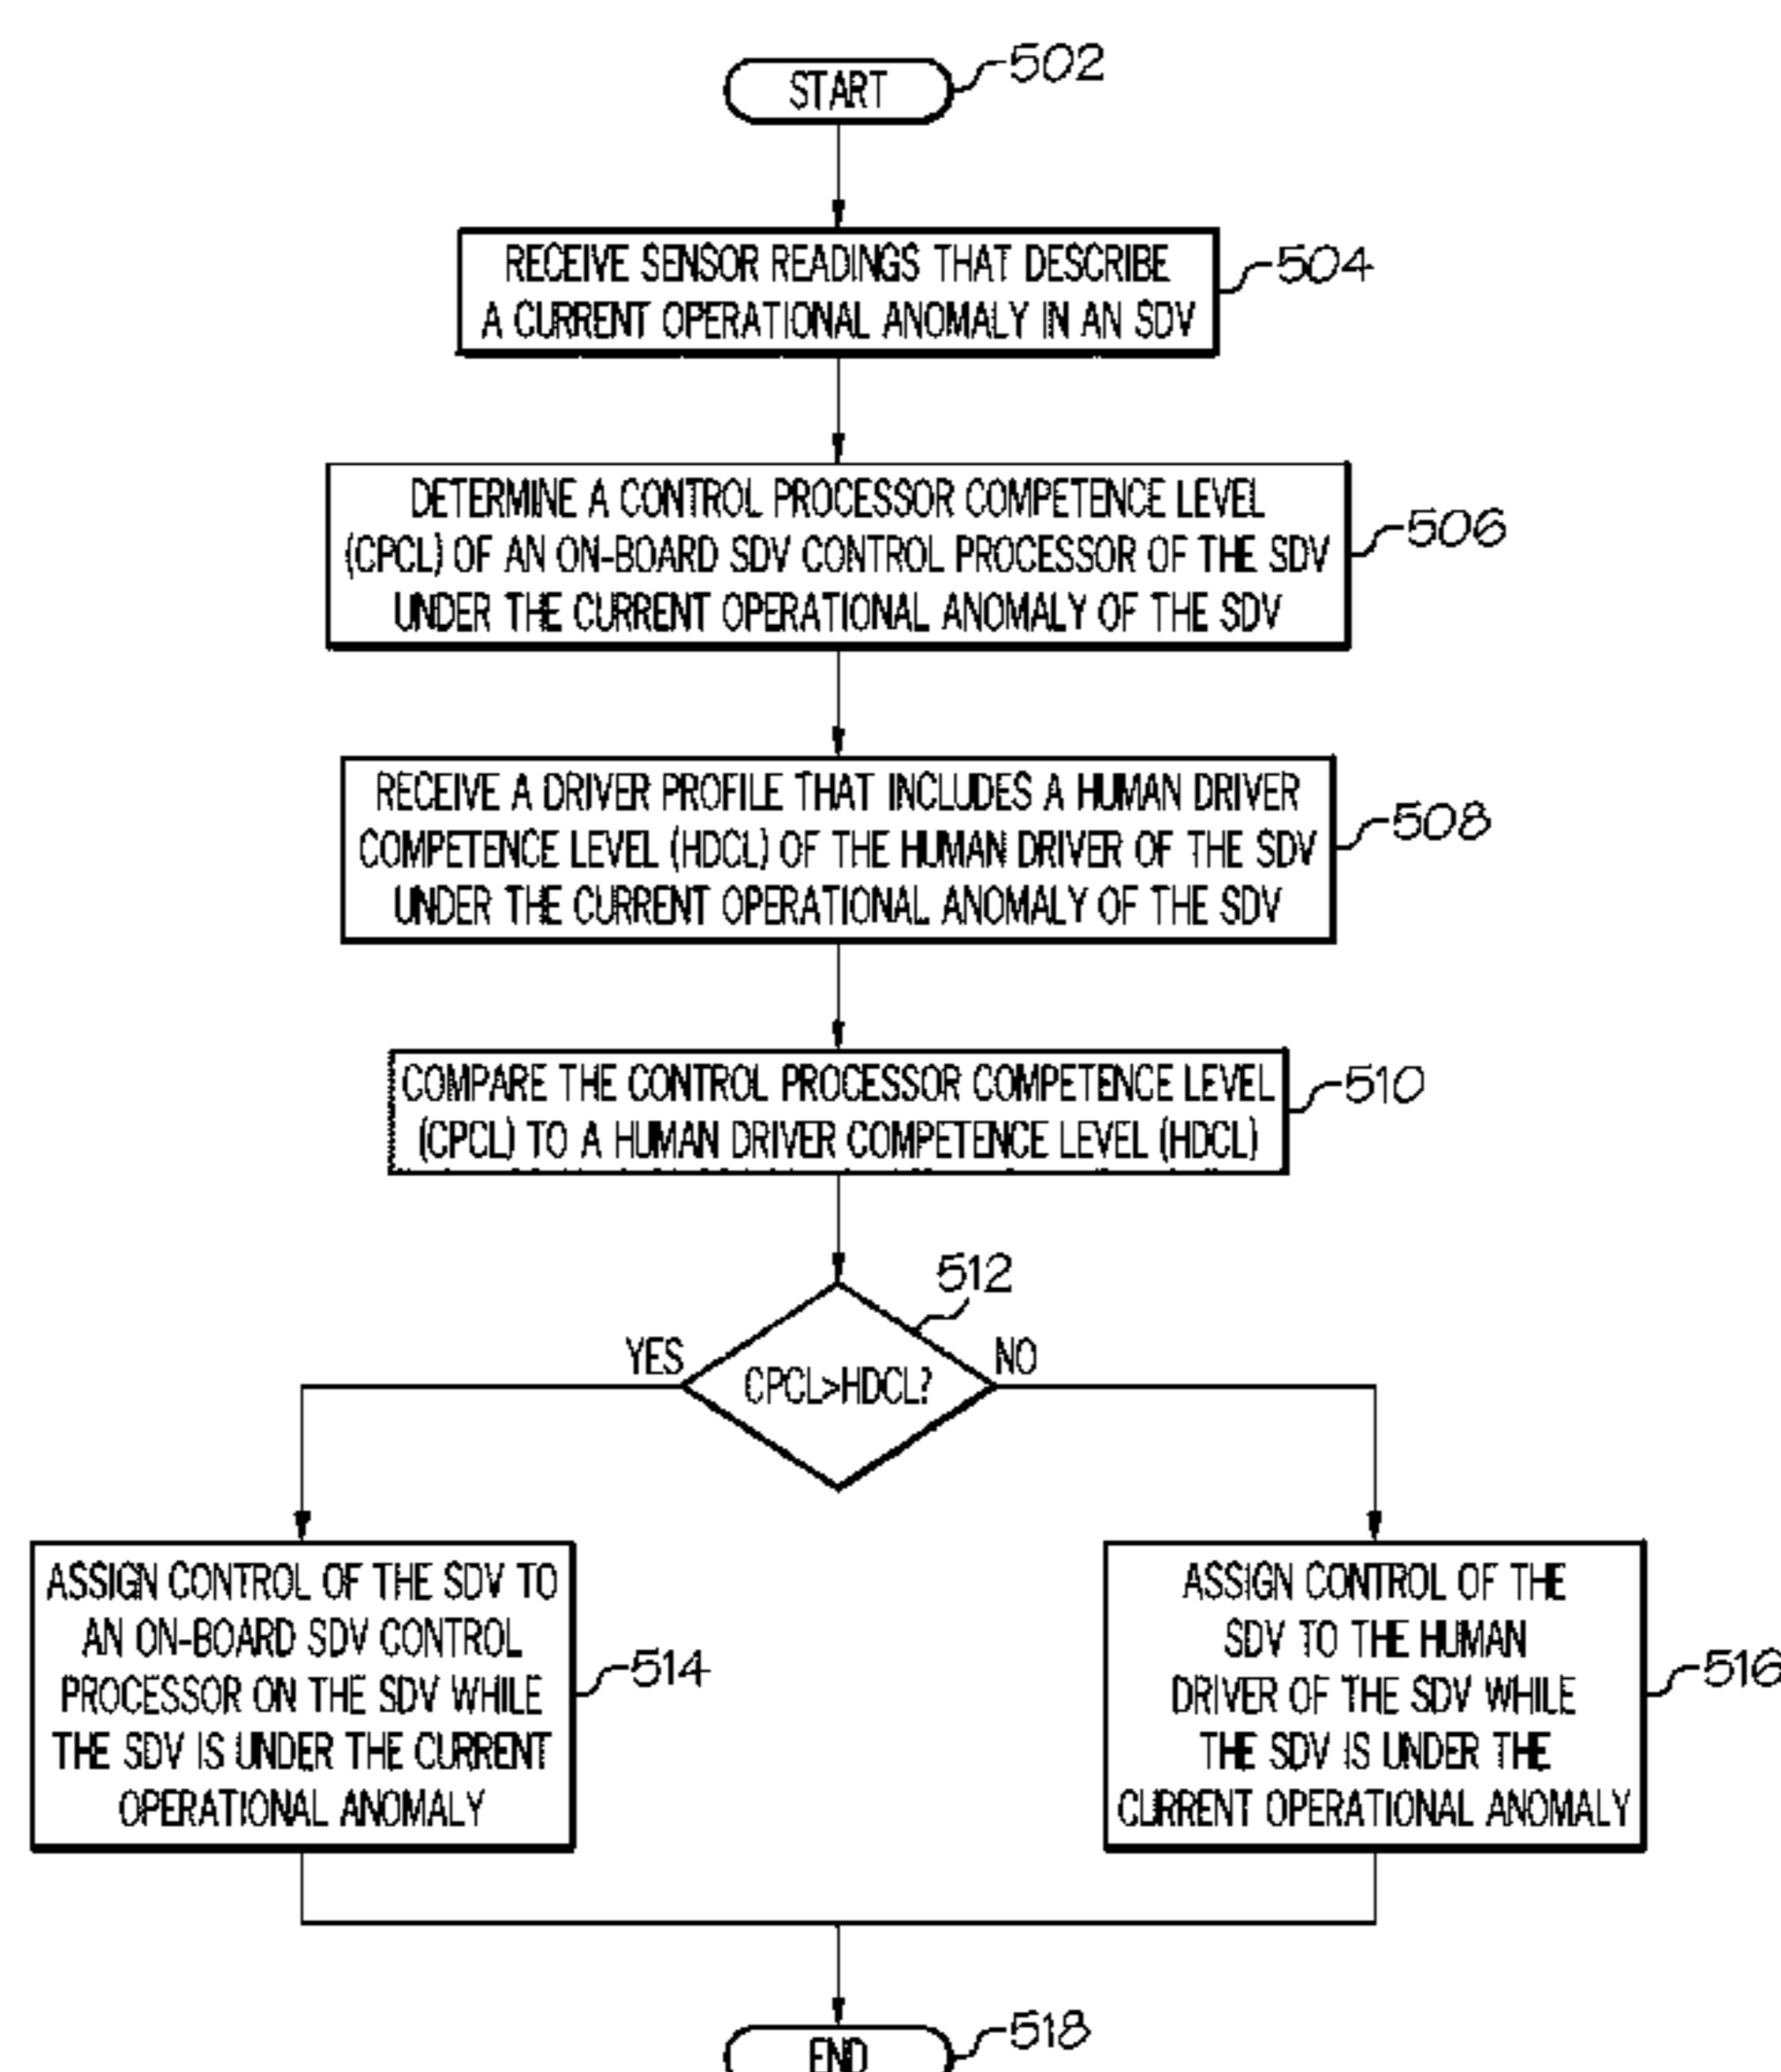 START
502
RECEIVE SENSOR READINGS THAT DESCRIBE
A CURRENT OPERATIONAL ANOMALY IN AN SDV
504
DETERMINE A CONTROL PROCESSOR COMPETENCE LEVEL
(CPCL) OF AN ON-BOARD SDV CONTROL PROCESSOR OF THE SDV
UNDER THE CURRENT OPERATIONAL ANOMALY OF THE SDV
506
RECEIVE A DRIVER PROFILE THAT INCLUDES A HUMAN DRIVER
COMPETENCE LEVEL (HDCL) OF THE HUMAN DRIVER OF THE SDV
UNDER THE CURRENT OPERATIONAL ANOMALY OF THE SDV
508
COMPARE THE CONTROL PROCESSOR COMPETENCE LEVEL
(CPCL) TO A HUMAN DRIVER COMPETENCE LEVEL (HDCL)
510
512
YES
CPCL>HDCL?
NO
ASSIGN CONTROL OF THE SDV TO
AN ON-BOARD SDV CONTROL
PROCESSOR ON THE SDV WHILE
THE SDV IS UNDER THE CURRENT
OPERATIONAL ANOMALY
514
ASSIGN CONTROL OF THE
SDV TO THE HUMAN
DRIVER OF THE SDV WHILE
THE SDV IS UNDER THE
CURRENT OPERATIONAL ANOMALY
516
END
518